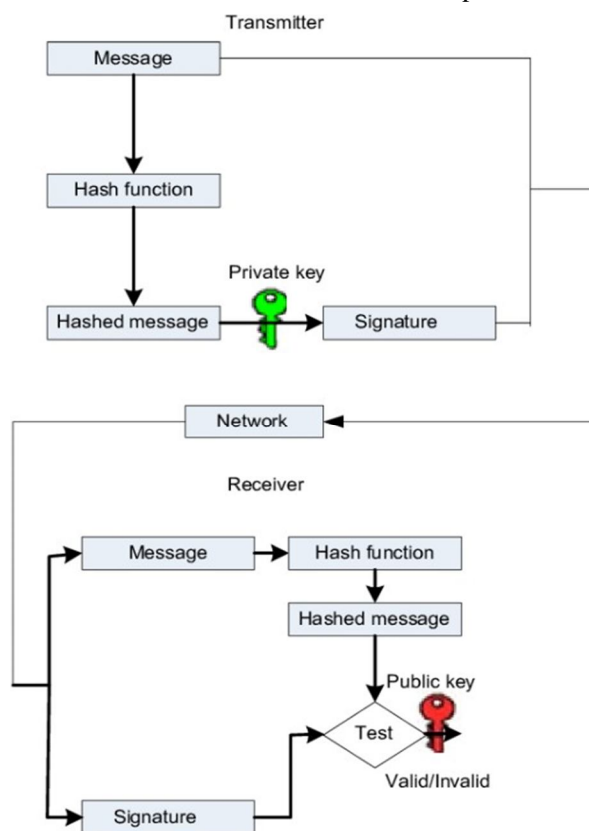 Transmitter
Message
Hash function
Private key
Hashed message
Signature
Network
Receiver
Message
Hash function
Hashed message
Public key
Test
Valid/Invalid
Signature